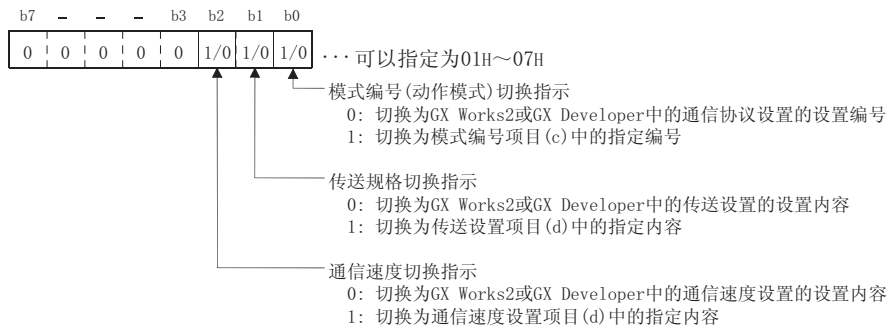 b7 – – – b3 b2 b1 b0
0 0 0 0 0 1/0 1/0 1/0 ···可以指定为01H～07H
模式编号(动作模式)切换指示
0: 切换为GX Works2或GX Developer中的通信协议设置的设置编号
1: 切换为模式编号项目(c)中的指定编号
传送规格切换指示
0: 切换为GX Works2或GX Developer中的传送设置的设置内容
1: 切换为传送设置项目(d)中的指定内容
通信速度切换指示
0: 切换为GX Works2或GX Developer中的通信速度设置的设置内容
1: 切换为通信速度设置项目(d)中的指定内容